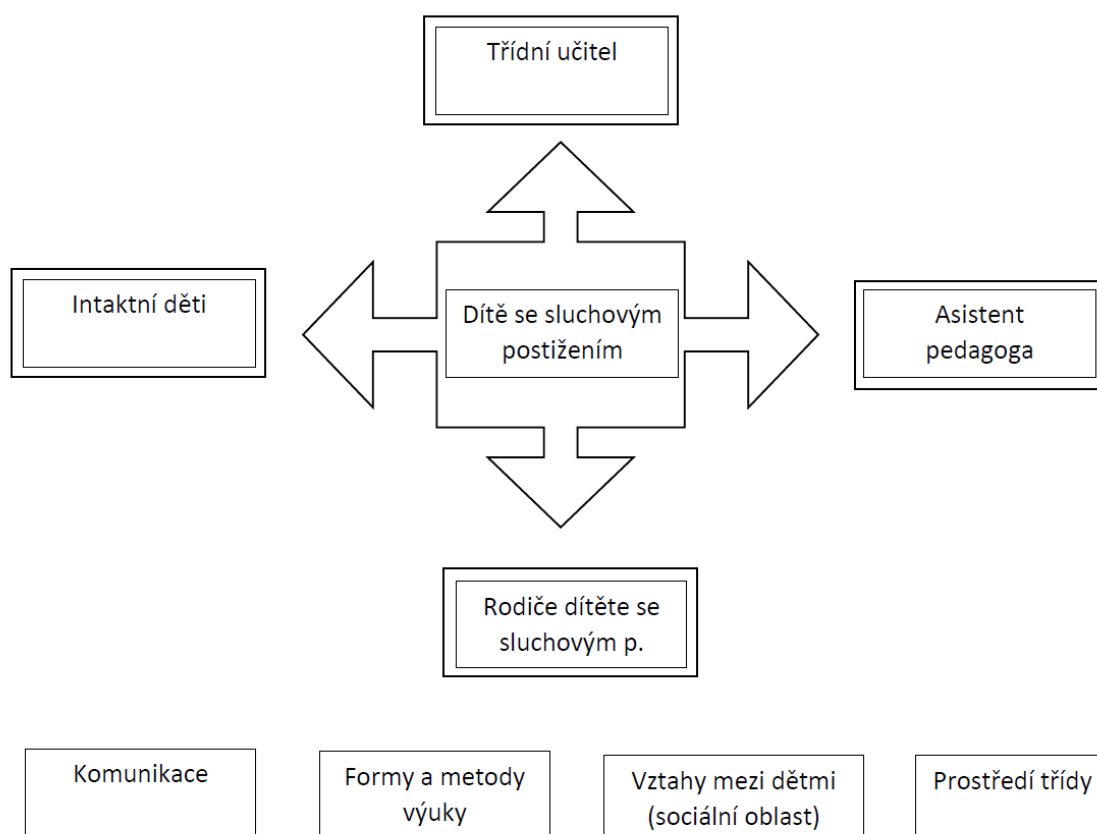 Třídní učitel
Intaktní děti
Dítě se sluchovým
postižením
Asistent
pedagoga
Rodiče dítěte se
sluchovým p.
Komunikace
Formy a metody
výuky
Vztahy mezi dětmi
(sociální oblast)
Prostředí třídy